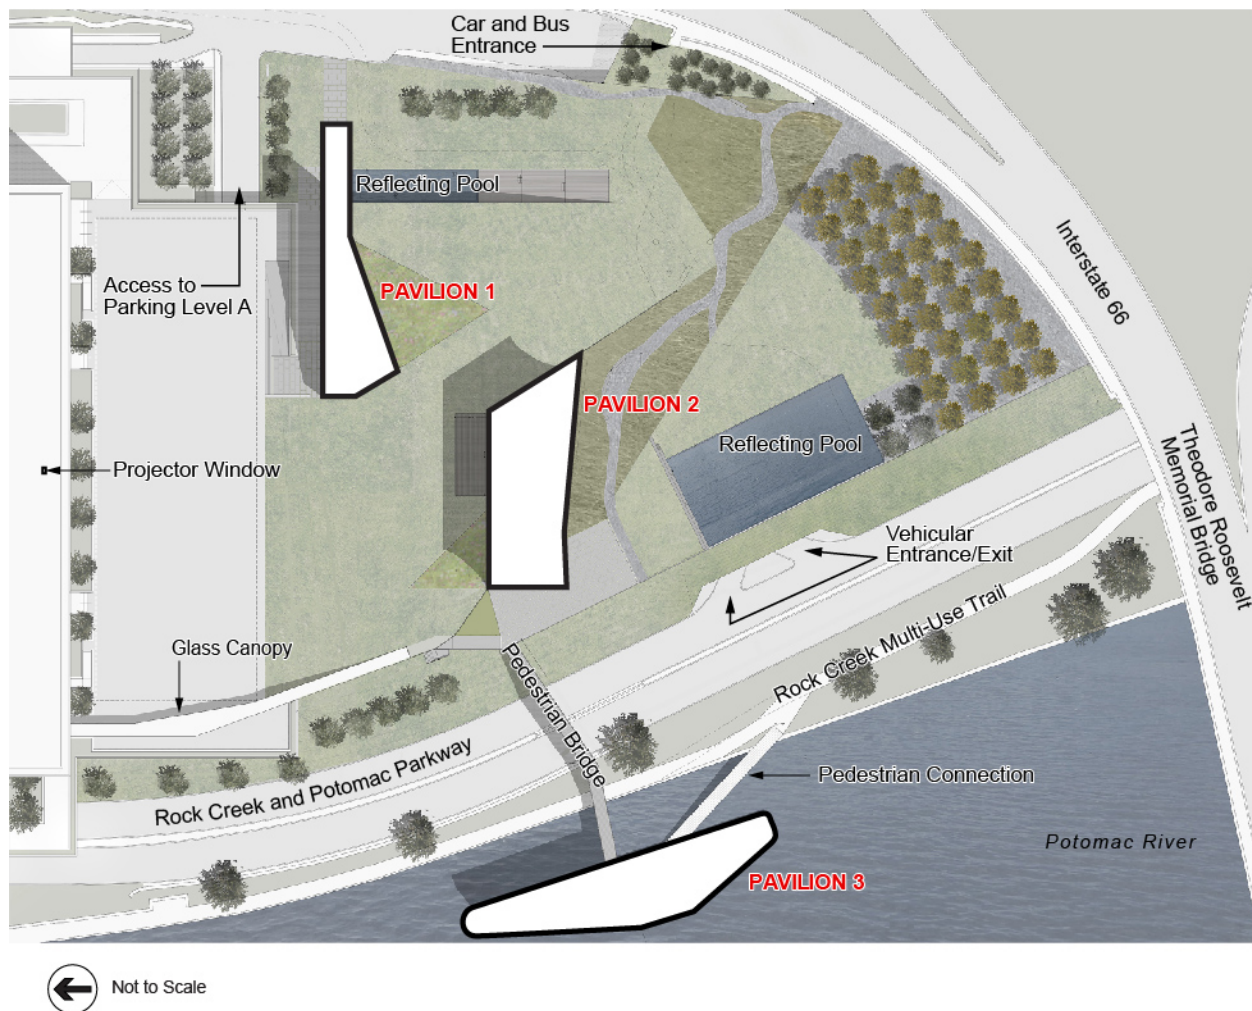 Car and Bus
Entrance
Reflecting Pool
Interstate 66
Access to
Parking Level A
PAVILION 1
PAVILION 2
Reflecting Pool
Projector Window
Theodore Roosevelt
Memorial Bridge
Vehicular
Entrance/Exit
Glass Canopy
Rock Creek Multi-Use Trail
Pedestrian Bridge
Rock Creek and Potomac Parkway
Pedestrian Connection
Potomac River
PAVILION 3
Not to Scale